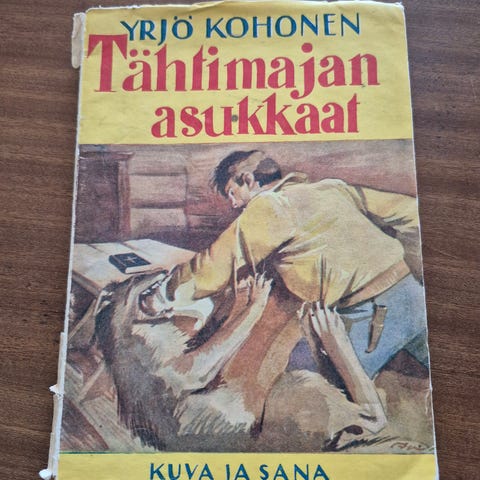 YRJÖ KOHONEN
Tähtimajan
asukkaat
KUVA JA SANA